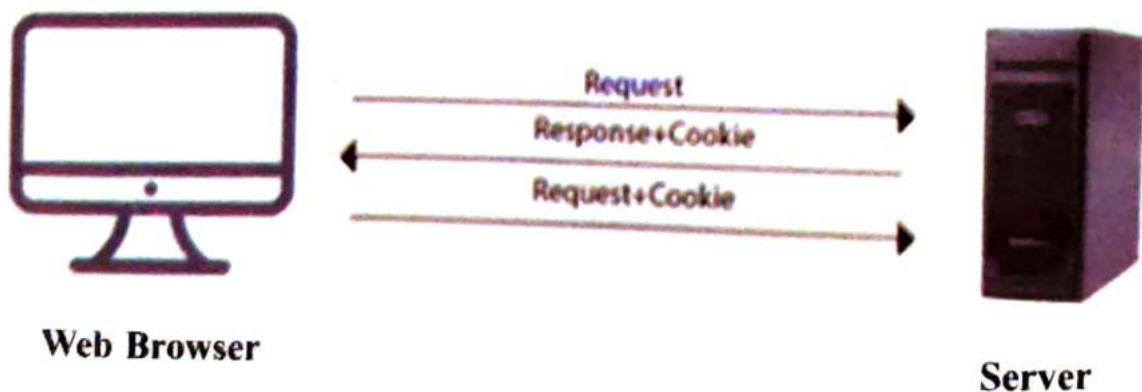 Request
Response+Cookie
Request+Cookie
Web Browser
Server